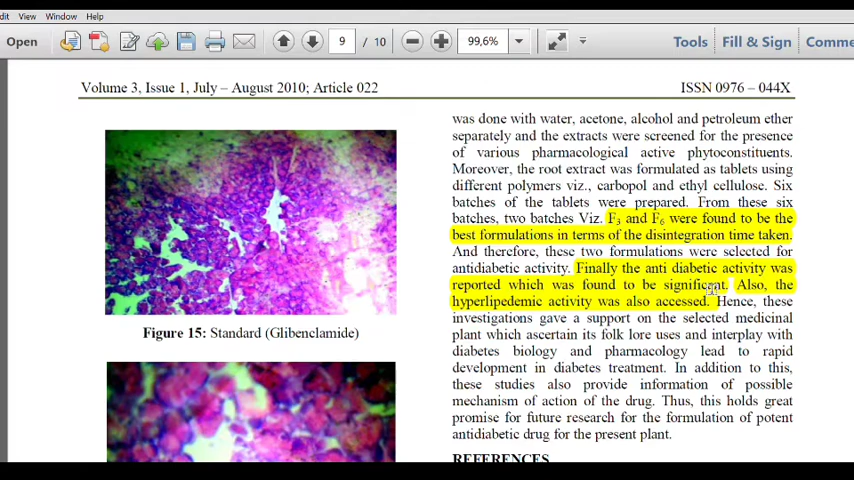 dit View Window Help
Open 9 / 10 99,6% Tools Fill & Sign Comme
Volume 3, Issue 1, July – August 2010; Article 022 ISSN 0976 – 044X
Figure 15: Standard (Glibenclamide)
was done with water, acetone, alcohol and petroleum ether
separately and the extracts were screened for the presence
of various pharmacological active phytoconstituents.
Moreover, the root extract was formulated as tablets using
different polymers viz., carbopol and ethyl cellulose. Six
batches of the tablets were prepared. From these six
batches, two batches Viz. F3 and F6 were found to be the
best formulations in terms of the disintegration time taken.
And therefore, these two formulations were selected for
antidiabetic activity. Finally the anti diabetic activity was
reported which was found to be significant. Also, the
hyperlipedemic activity was also accessed. Hence, these
investigations gave a support on the selected medicinal
plant which ascertain its folk lore uses and interplay with
diabetes biology and pharmacology lead to rapid
development in diabetes treatment. In addition to this,
these studies also provide information of possible
mechanism of action of the drug. Thus, this holds great
promise for future research for the formulation of potent
antidiabetic drug for the present plant.
REFERENCES